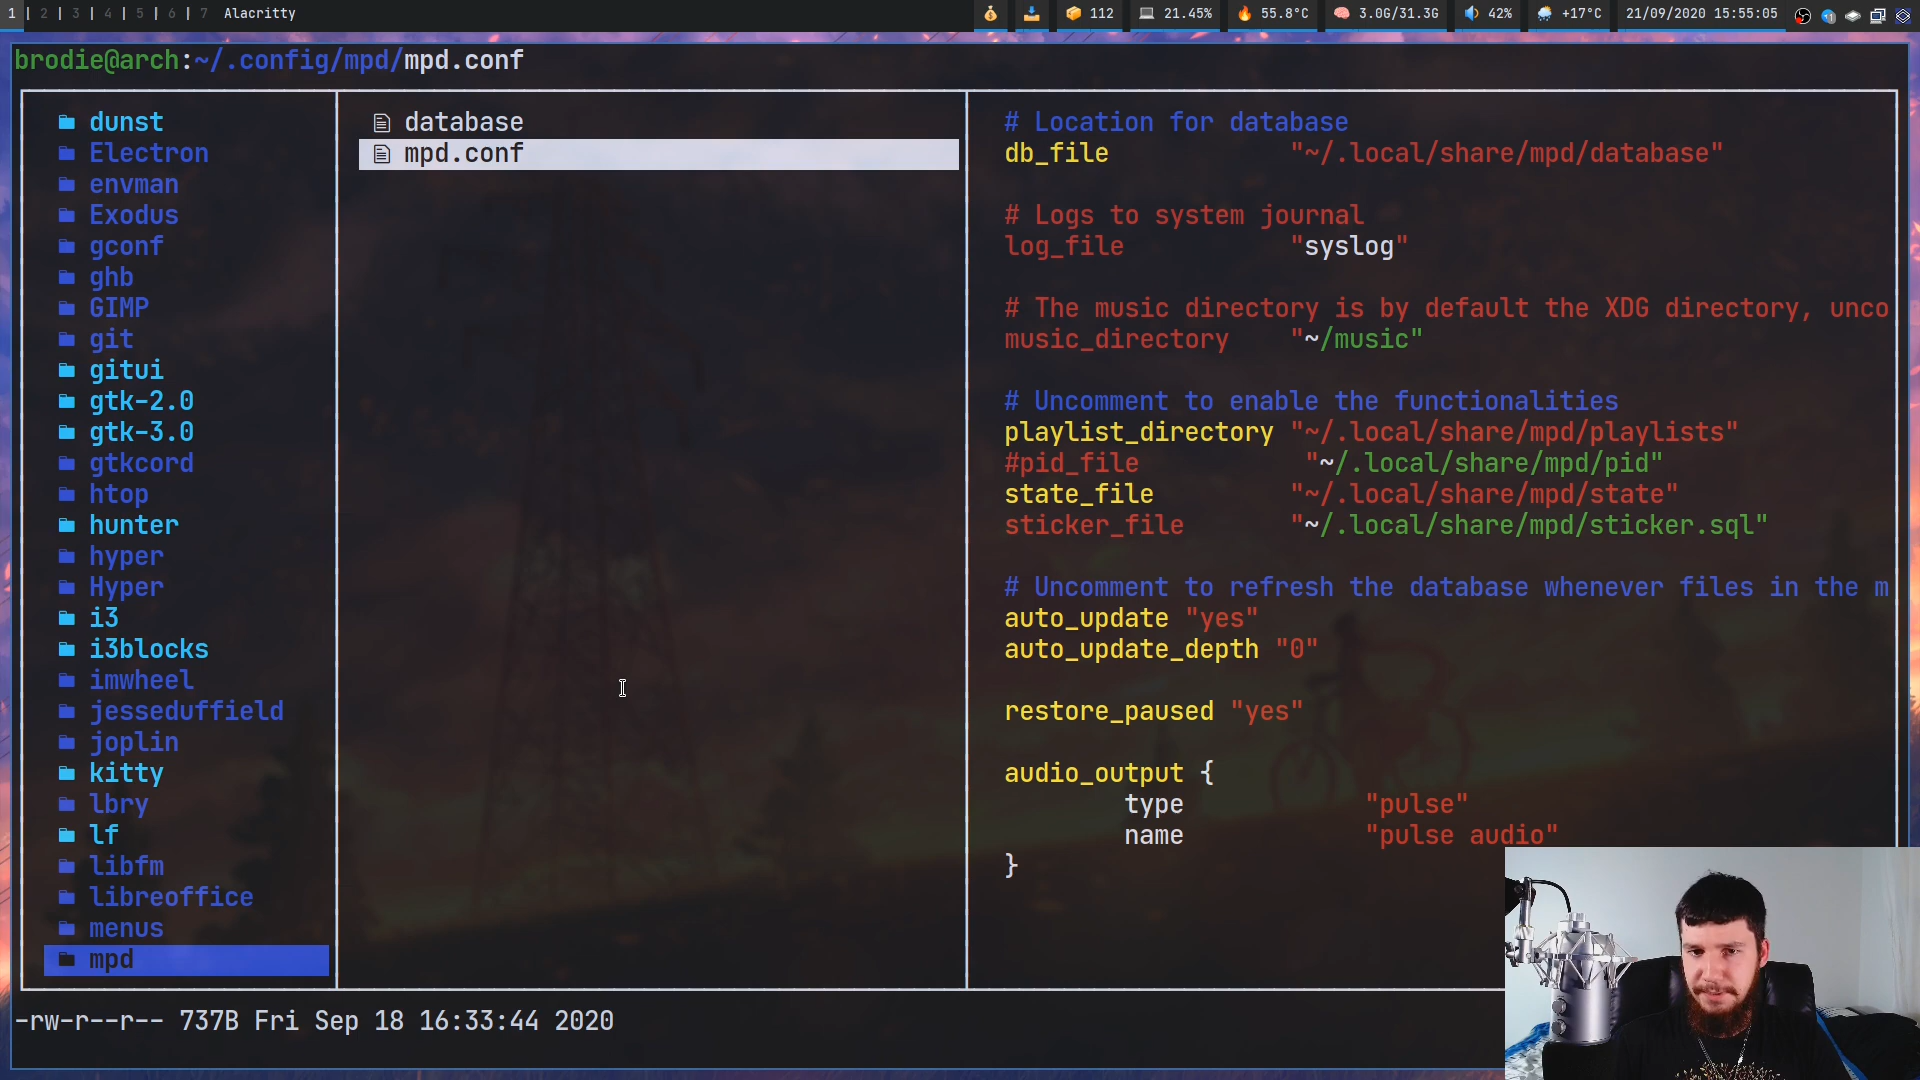 1 | 2 | 3 | 4 | 5 | 6 | 7 Alacritty
112 21.45% 55.8°C 3.0G/31.3G 42% +17°C 21/09/2020 15:55:05
brodie@arch:~/.config/mpd/mpd.conf
dunst
Electron
envman
Exodus
gconf
ghb
GIMP
git
gitui
gtk-2.0
gtk-3.0
gtkcord
htop
hunter
hyper
Hyper
i3
i3blocks
imwheel
jesseduffield
joplin
kitty
lbry
lf
libfm
libreoffice
menus
mpd
database
mpd.conf
# Location for database
db_file "~/.local/share/mpd/database"
# Logs to system journal
log_file "syslog"
# The music directory is by default the XDG directory, unco
music_directory "~/music"
# Uncomment to enable the functionalities
playlist_directory "~/.local/share/mpd/playlists"
#pid_file "~/.local/share/mpd/pid"
state_file "~/.local/share/mpd/state"
sticker_file "~/.local/share/mpd/sticker.sql"
# Uncomment to refresh the database whenever files in the m
auto_update "yes"
auto_update_depth "0"
restore_paused "yes"
audio_output {
type "pulse"
name "pulse audio"
}
-rw-r--r-- 737B Fri Sep 18 16:33:44 2020